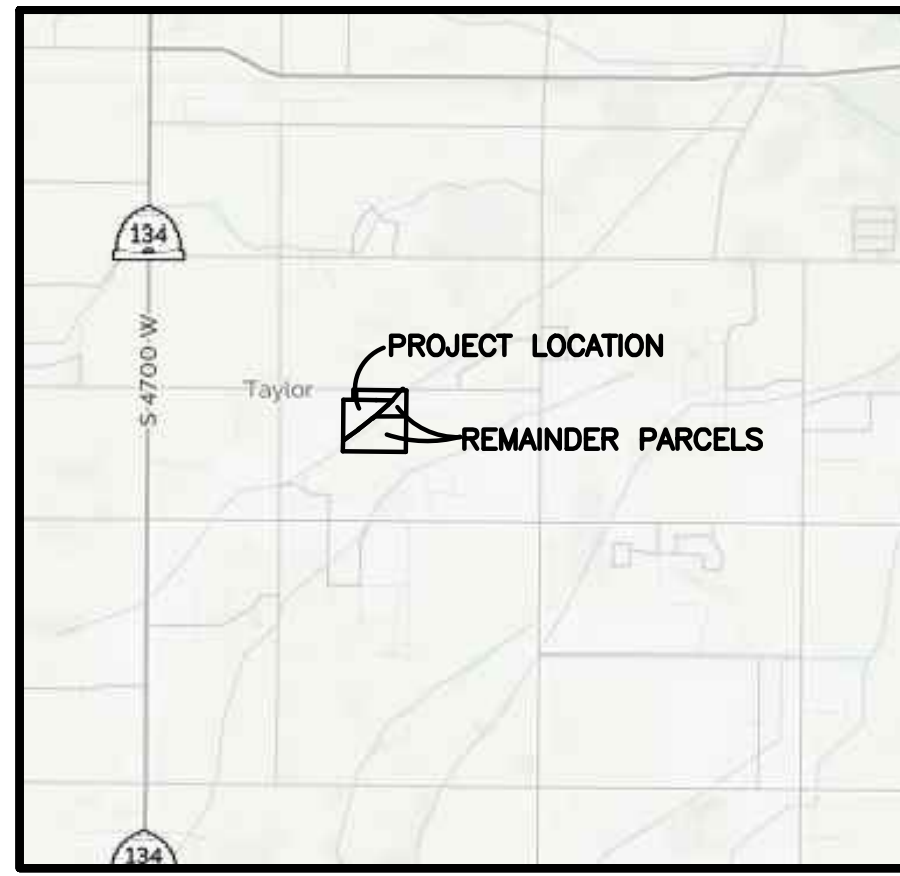 134
PROJECT LOCATION
S 4700 W
Taylor
REMAINDER PARCELS
134